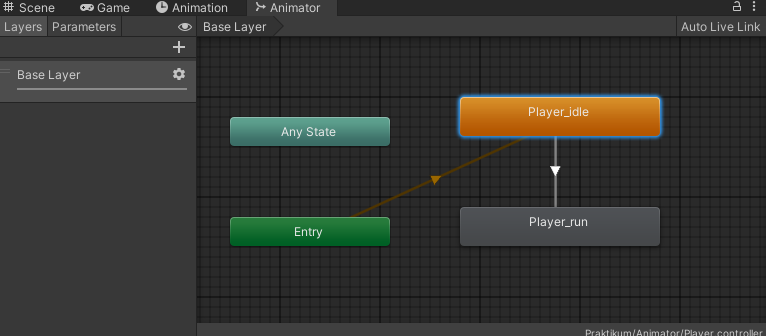 Scene Game Animation Animator
Layers Parameters Base Layer Auto Live Link
Base Layer
Player_idle
Any State
Player_run
Entry
Praktikum/Animator/Player.controller